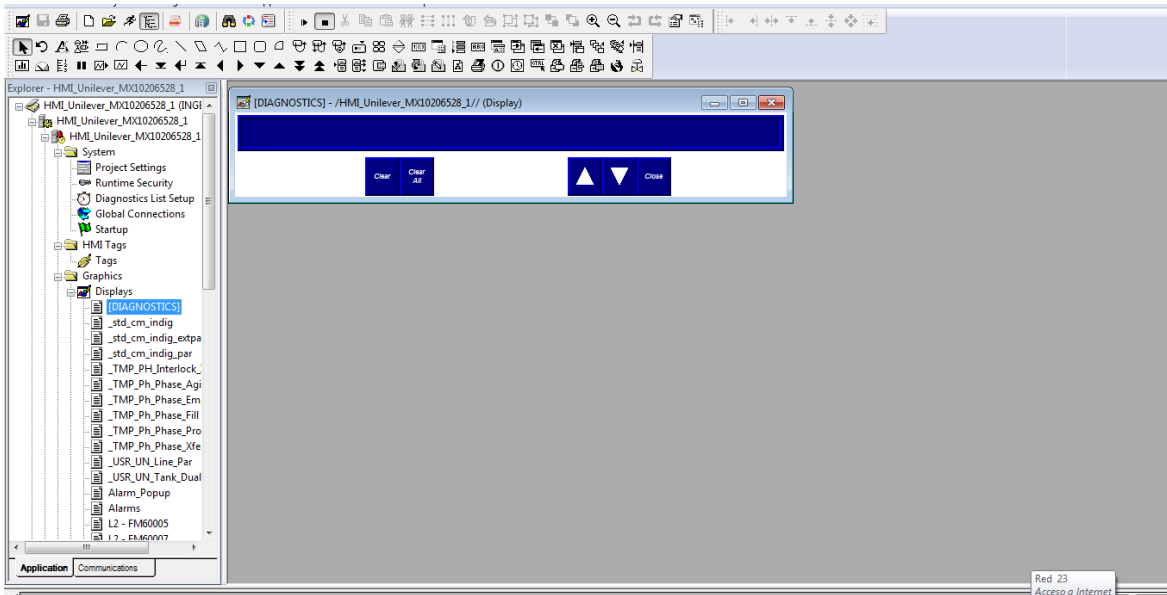 Explorer - HMI_Unilever_MX10206528_1
HMI_Unilever_MX10206528_1 (INGE
HMI_Unilever_MX10206528_1
HMI_Unilever_MX10206528_1
System
Project Settings
Runtime Security
Diagnostics List Setup
Global Connections
Startup
HMI Tags
Tags
Graphics
Displays
[DIAGNOSTICS]
_std_cm_indig
_std_cm_indig_extpa
_std_cm_indig_par
_TMP_PH_Interlock_
_TMP_Ph_Phase_Agi
_TMP_Ph_Phase_Em
_TMP_Ph_Phase_Fill
_TMP_Ph_Phase_Pro
_TMP_Ph_Phase_Xfe
_USR_UN_Line_Par
_USR_UN_Tank_Dual
Alarm_Popup
Alarms
L2 - FM60005
L2 - FM60007
Application Communications
[DIAGNOSTICS] - /HMI_Unilever_MX10206528_1// (Display)
Clear
Clear
All
Close
Red 23
Acceso a Internet